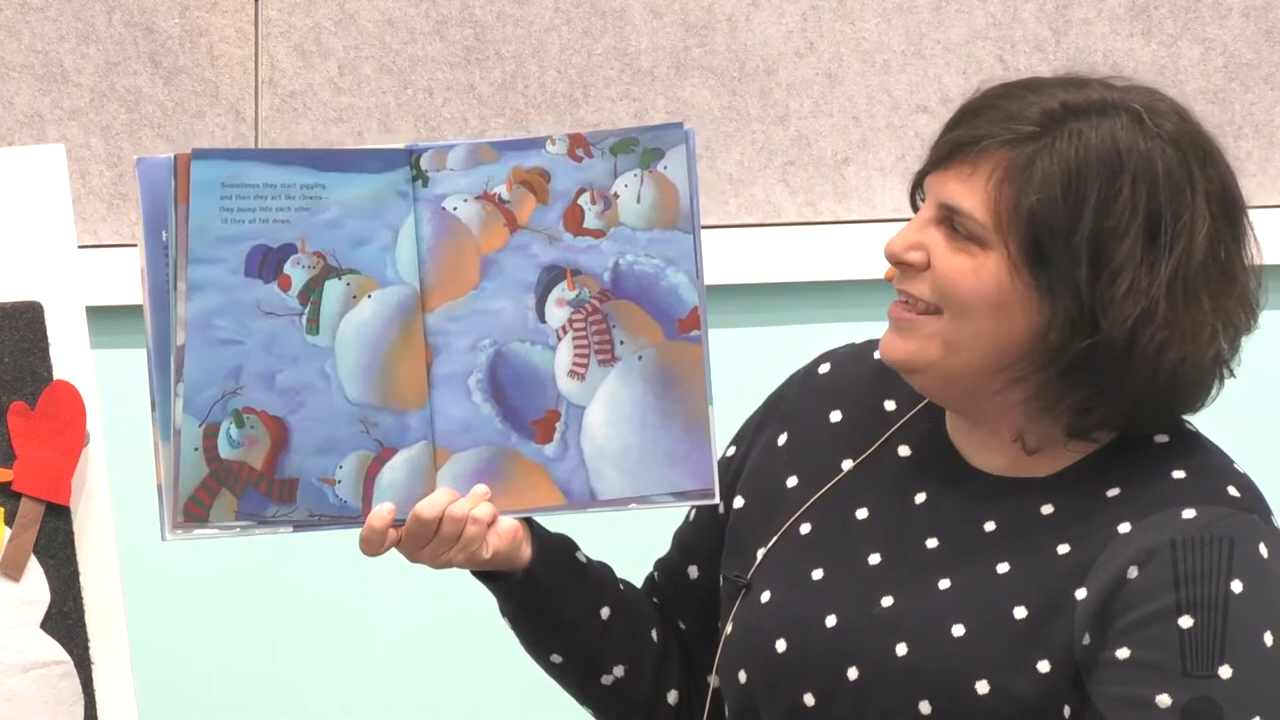 Sometimes they start giggling
and then they act like clowns—
they bump into each other
'til they all fall down.